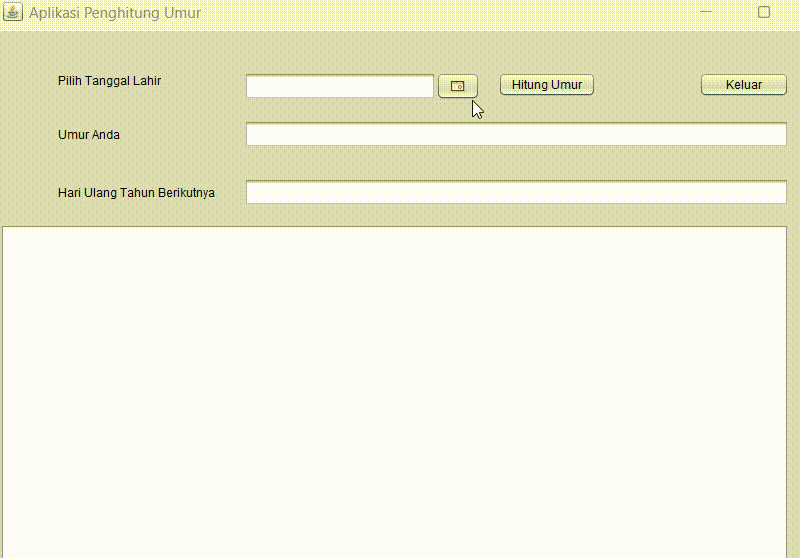 Aplikasi Penghitung Umur
Pilih Tanggal Lahir
Hitung Umur
Keluar
Umur Anda
Hari Ulang Tahun Berikutnya